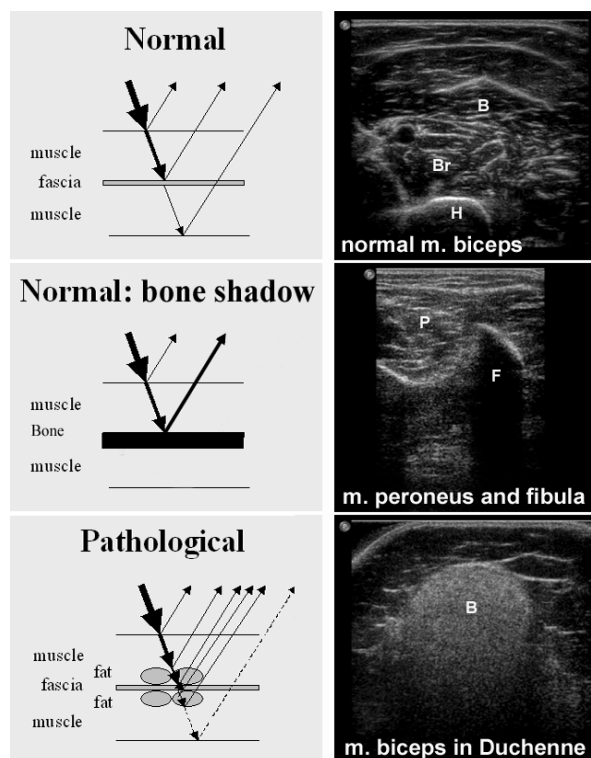 Normal
muscle
fascia
muscle
B
Br
H
normal m. biceps
Normal: bone shadow
muscle
Bone
muscle
P
F
m. peroneus and fibula
Pathological
muscle
fat
fascia
fat
muscle
B
m. biceps in Duchenne